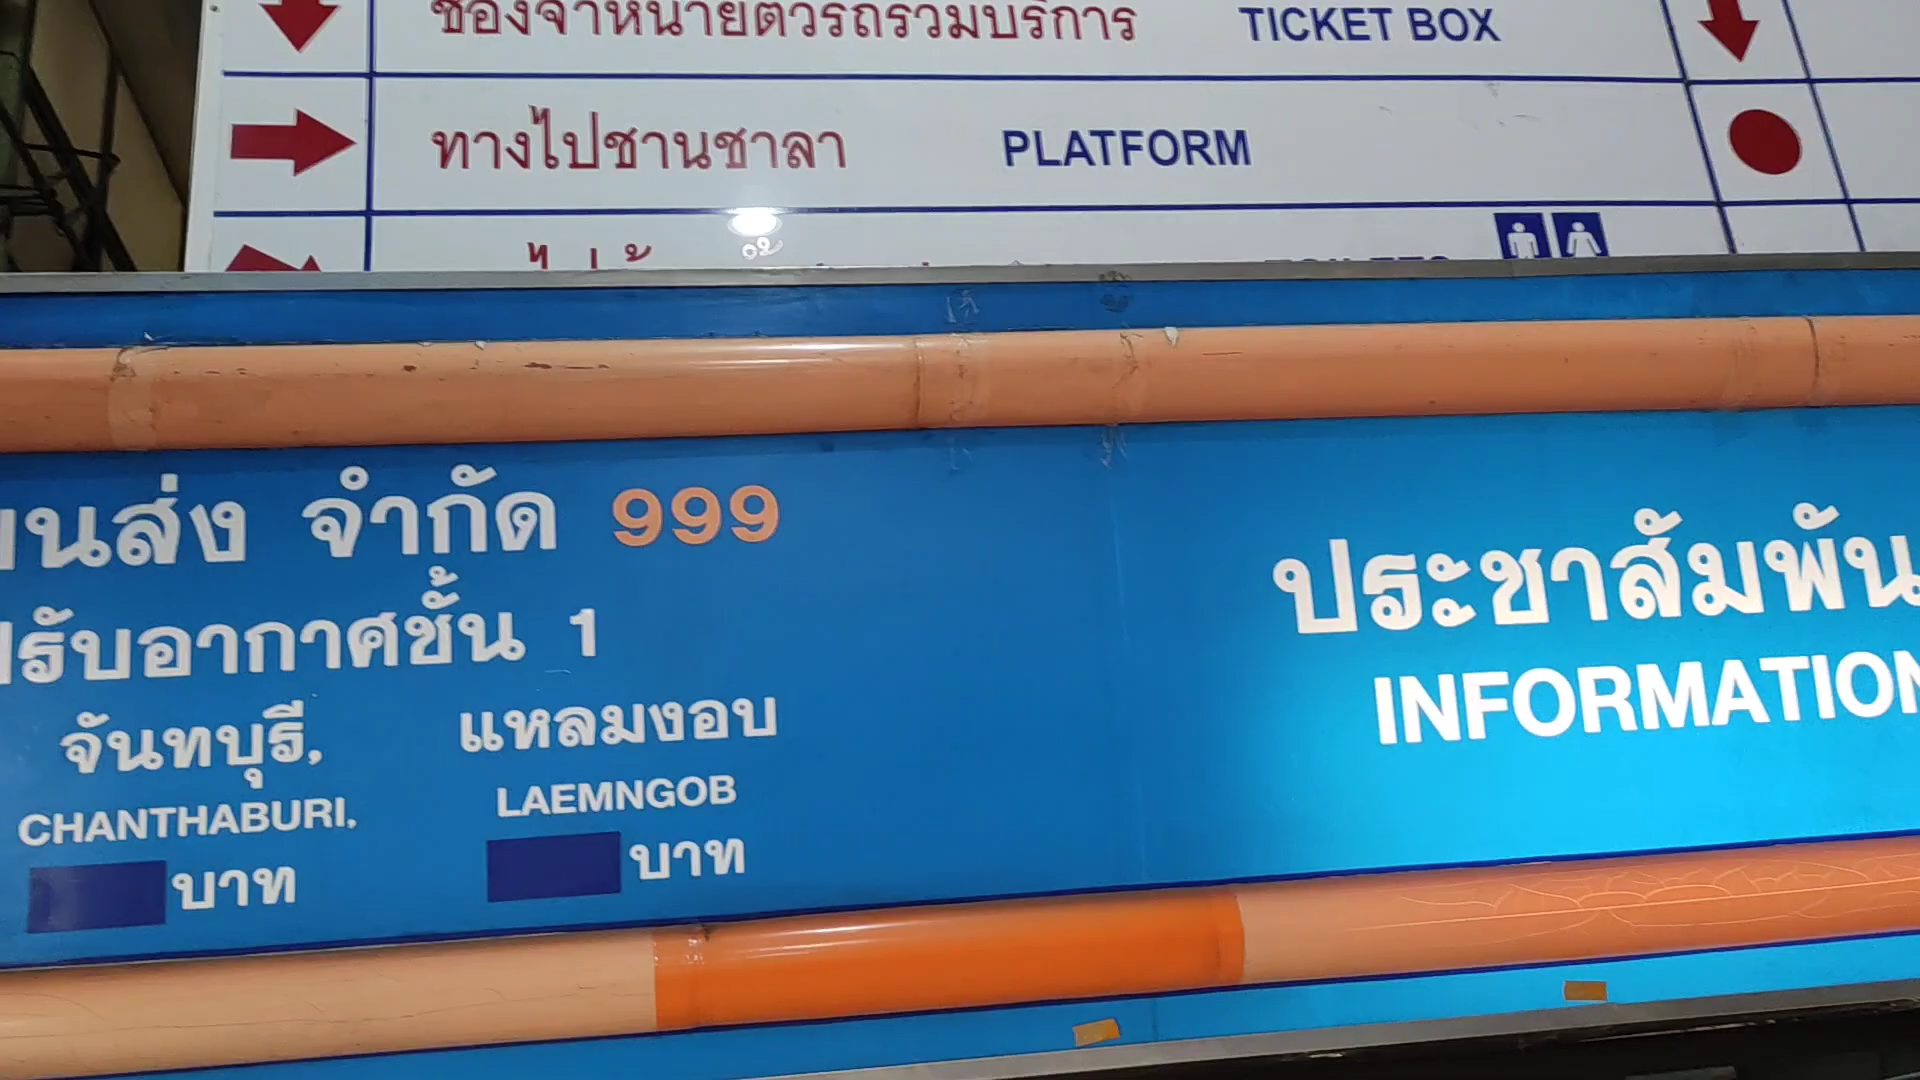 ช่องจำหน่ายตั๋วรถรวมบริการ TICKET BOX
ทางไปชานชาลา PLATFORM
ขนส่ง จำกัด 999
ปรับอากาศชั้น 1
จันทบุรี, แหลมงอบ
CHANTHABURI, LAEMNGOB
บาท บาท
ประชาสัมพัน
INFORMATION